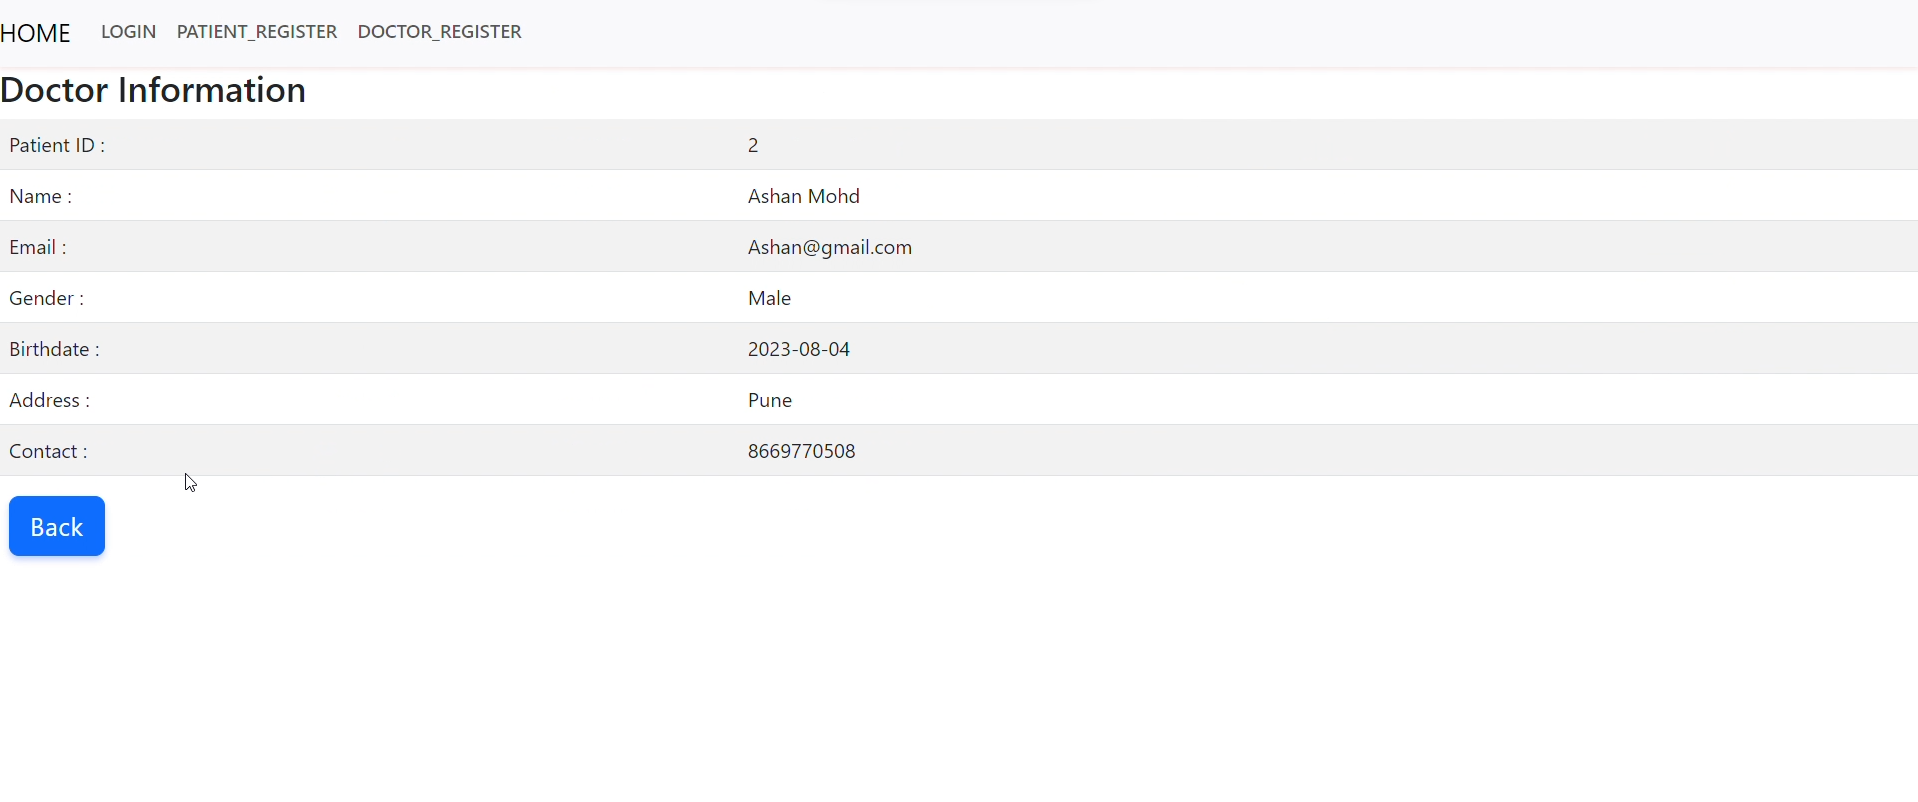 HOME LOGIN PATIENT_REGISTER DOCTOR_REGISTER
Doctor Information
Patient ID : 2
Name : Ashan Mohd
Email : Ashan@gmail.com
Gender : Male
Birthdate : 2023-08-04
Address : Pune
Contact : 8669770508
Back